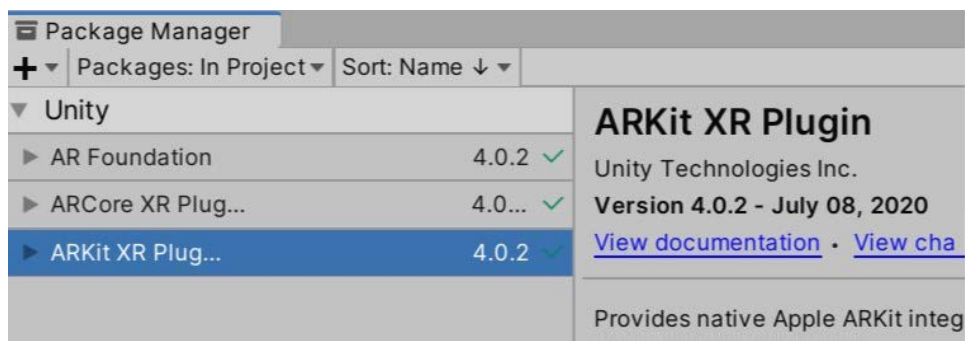 Package Manager
+ Packages: In Project Sort: Name ↓
Unity
AR Foundation 4.0.2 ✓
ARCore XR Plug... 4.0... ✓
ARKit XR Plug... 4.0.2 ✓
ARKit XR Plugin
Unity Technologies Inc.
Version 4.0.2 - July 08, 2020
View documentation • View cha
Provides native Apple ARKit integ